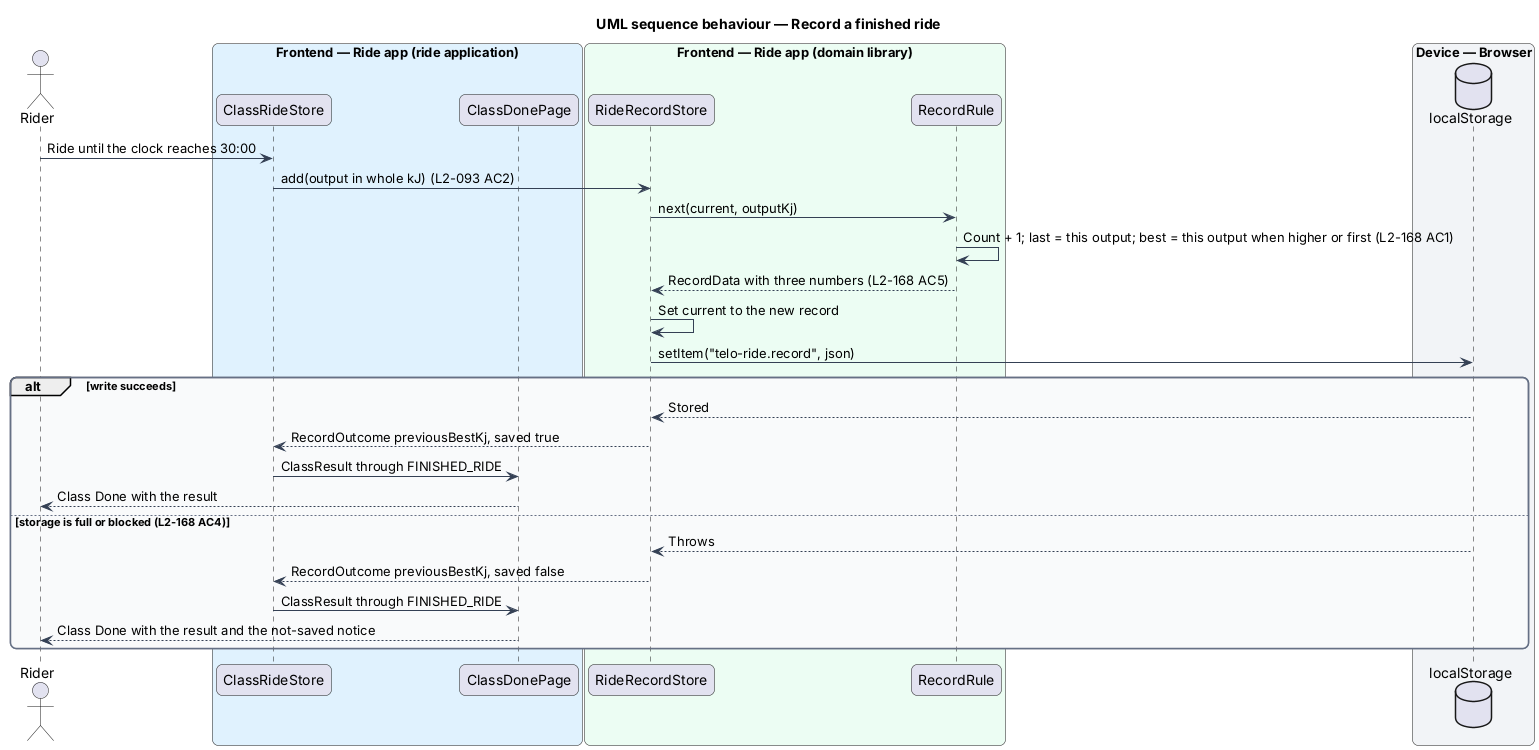 UML sequence behaviour — Record a finished ride
Frontend — Ride app (ride application)
Frontend — Ride app (domain library)
Device — Browser
Rider
ClassRideStore
ClassDonePage
RideRecordStore
RecordRule
localStorage
Ride until the clock reaches 30:00
add(output in whole kJ) (L2-093 AC2)
next(current, outputKj)
Count + 1; last = this output; best = this output when higher or first (L2-168 AC1)
RecordData with three numbers (L2-168 AC5)
Set current to the new record
setItem("telo-ride.record", json)
alt
[write succeeds]
Stored
RecordOutcome previousBestKj, saved true
ClassResult through FINISHED_RIDE
Class Done with the result
[storage is full or blocked (L2-168 AC4)]
Throws
RecordOutcome previousBestKj, saved false
ClassResult through FINISHED_RIDE
Class Done with the result and the not-saved notice
Rider
ClassRideStore
ClassDonePage
RideRecordStore
RecordRule
localStorage